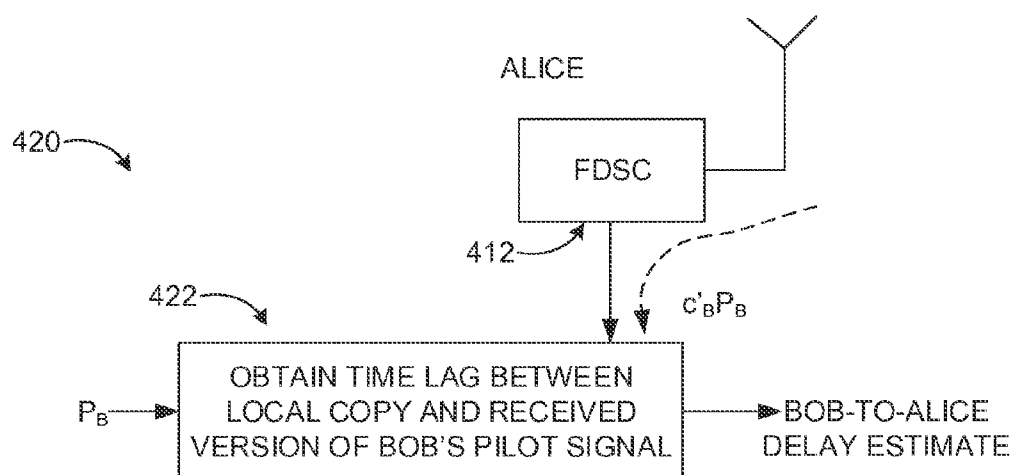 ALICE
420
FDSC
412
422
c'BPB
OBTAIN TIME LAG BETWEEN
PB
LOCAL COPY AND RECEIVED
BOB-TO-ALICE
VERSION OF BOB'S PILOT SIGNAL
DELAY ESTIMATE